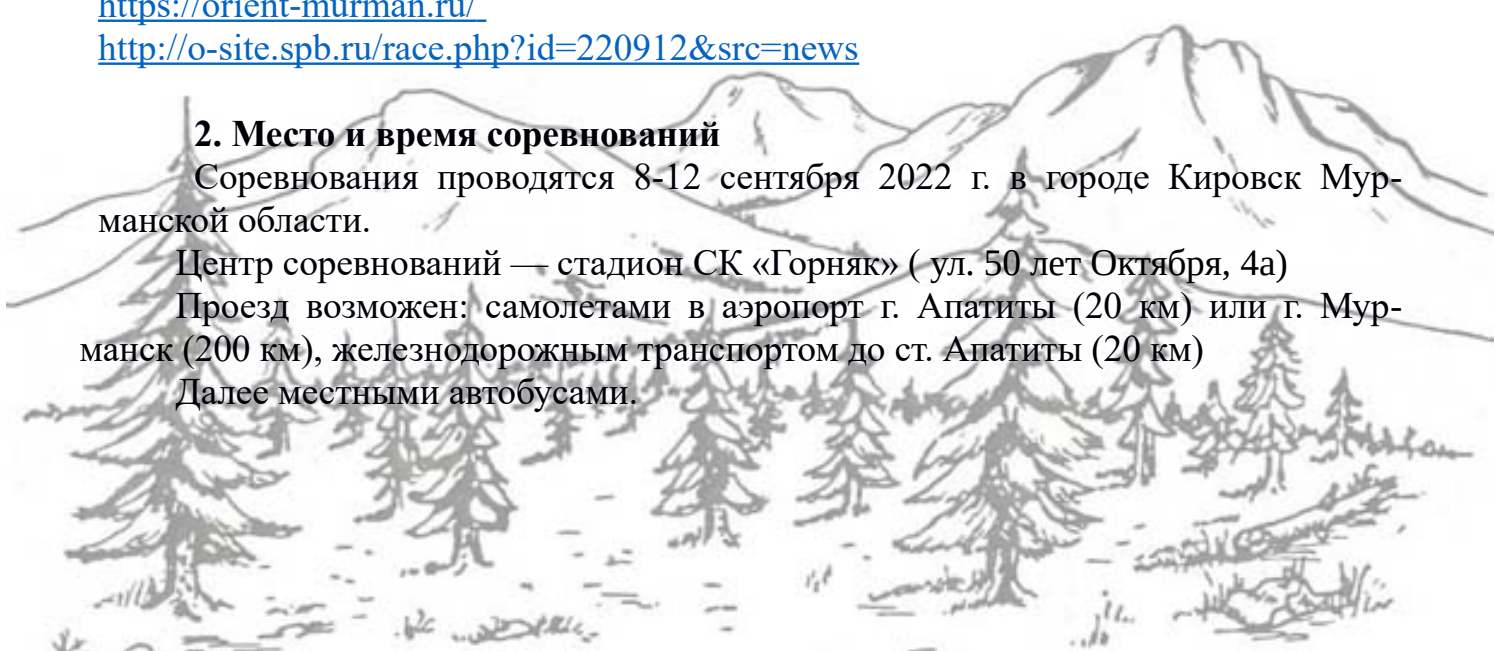 https://orient-murman.ru/
http://o-site.spb.ru/race.php?id=220912&src=news
2. Место и время соревнований
Соревнования проводятся 8-12 сентября 2022 г. в городе Кировск Мур-
манской области.
Центр соревнований — стадион СК «Горняк» ( ул. 50 лет Октября, 4а)
Проезд возможен: самолетами в аэропорт г. Апатиты (20 км) или г. Мур-
манск (200 км), железнодорожным транспортом до ст. Апатиты (20 км)
Далее местными автобусами.